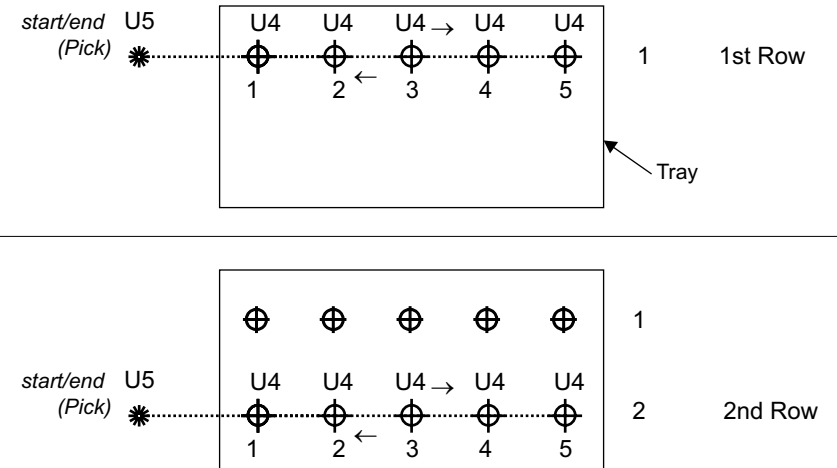 start/end U5 U4 U4 U4 → U4 U4
(Pick) 1 1st Row
1 2 ← 3 4 5
Tray
1
start/end U5 U4 U4 U4 → U4 U4
(Pick) 2 2nd Row
1 2 ← 3 4 5